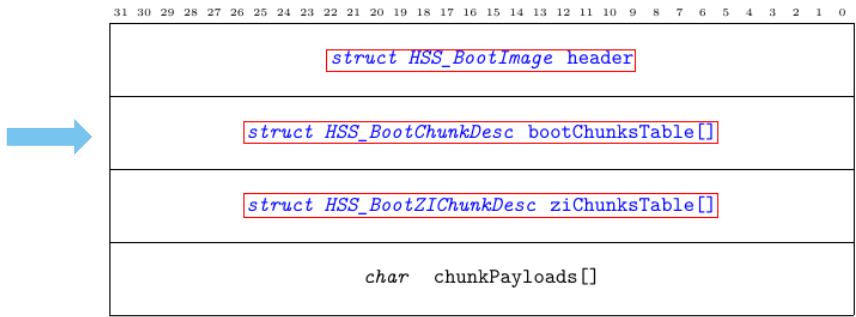 31 30 29 28 27 26 25 24 23 22 21 20 19 18 17 16 15 14 13 12 11 10 9 8 7 6 5 4 3 2 1 0
struct HSS_BootImage header
struct HSS_BootChunkDesc bootChunksTable[]
struct HSS_BootZIChunkDesc ziChunksTable[]
char chunkPayloads[]